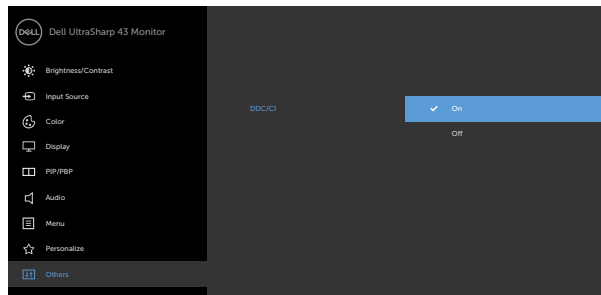 DELL
Dell UltraSharp 43 Monitor
Brightness/Contrast
Input Source
Color
Display
PIP/PBP
Audio
Menu
Personalize
Others
DDC/CI
On
Off